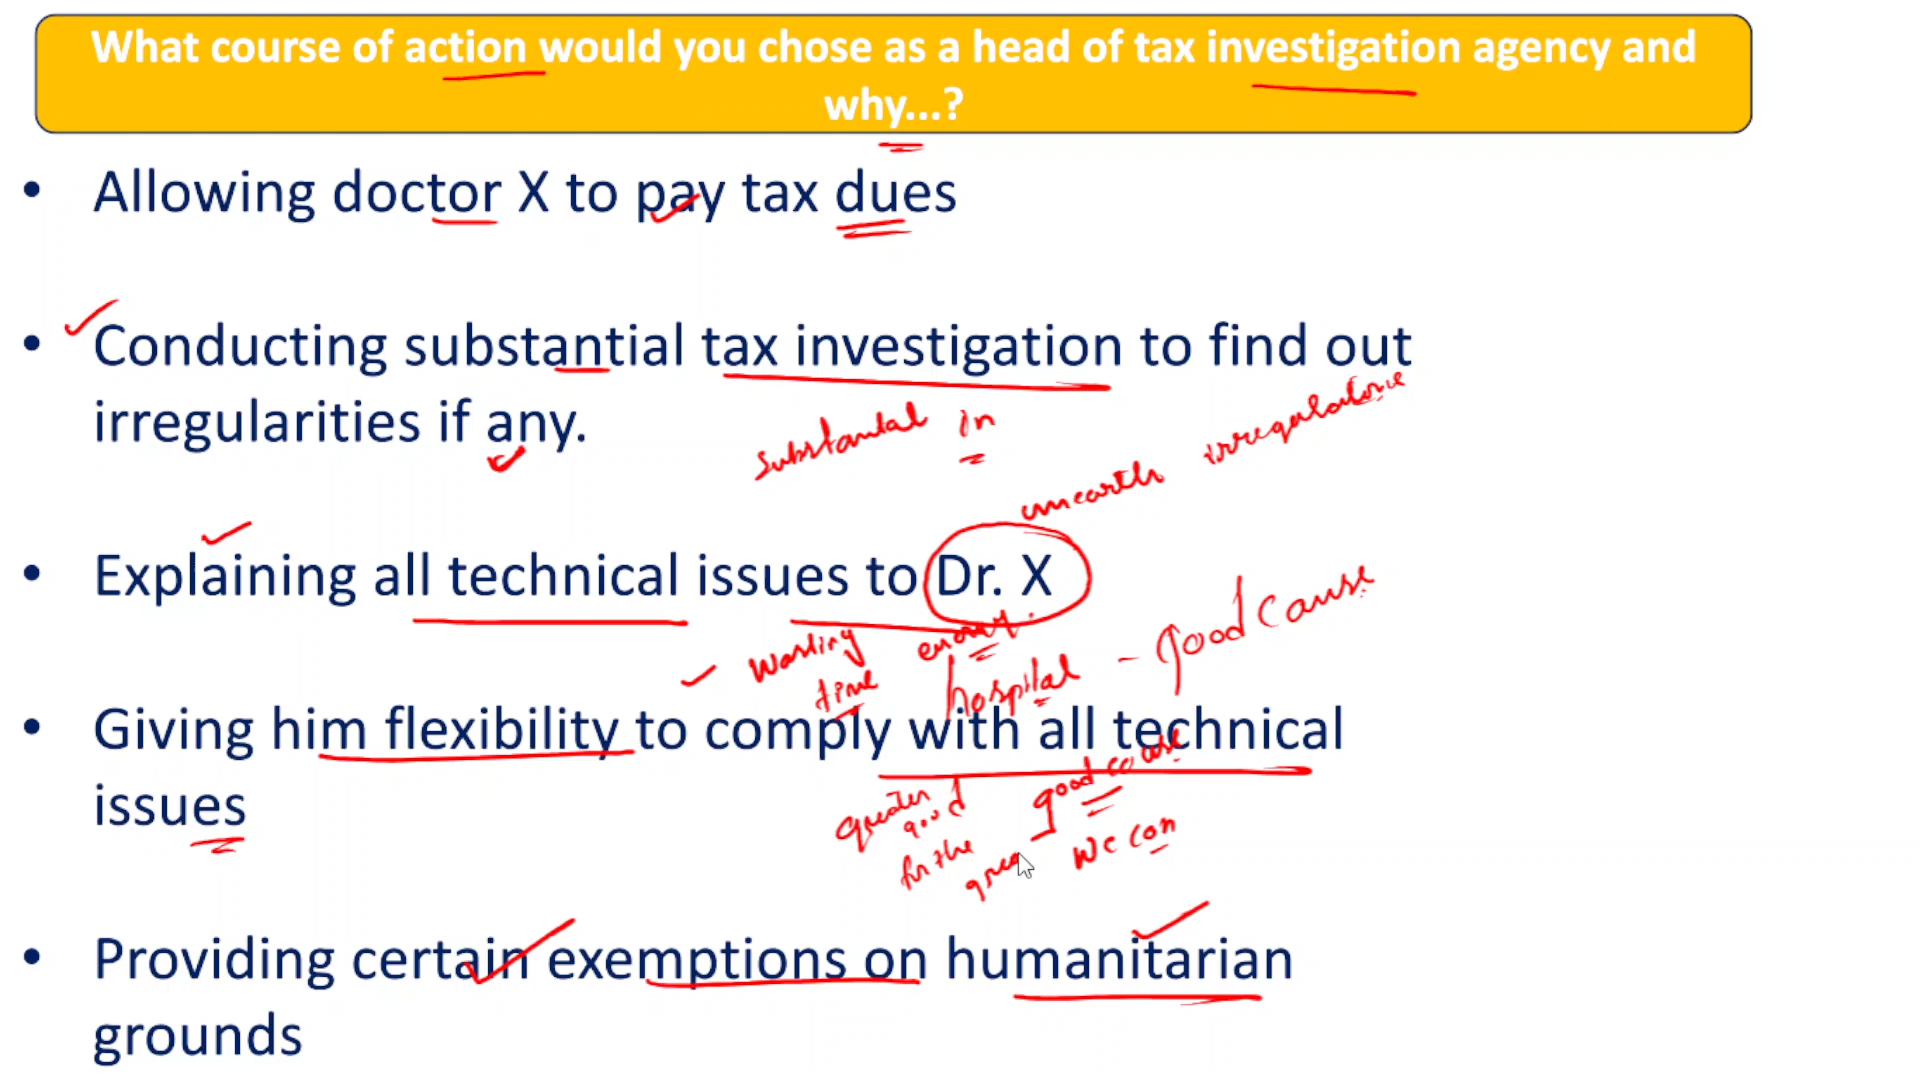 What course of action would you chose as a head of tax investigation agency and
why...?
• Allowing doctor X to pay tax dues
• Conducting substantial tax investigation to find out
irregularities if any.
substantal in
unearth
• Explaining all technical issues to Dr. X
wasting energy
time
hospital - good cause
• Giving him flexibility to comply with all technical
issues
greater good
for the
good cause
we can
• Providing certain exemptions on humanitarian
grounds